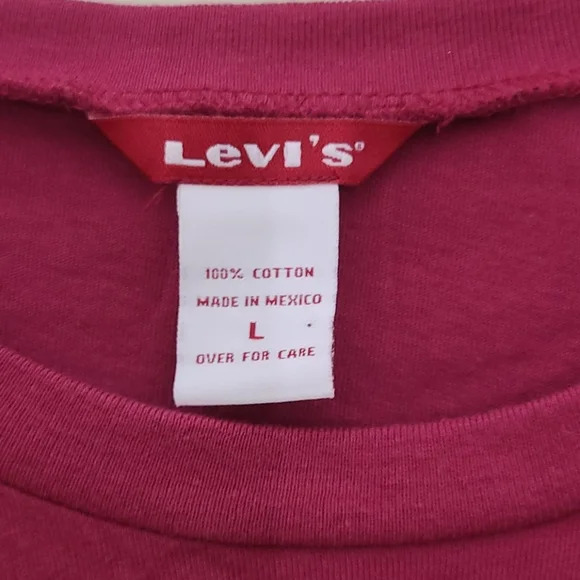 Levi's®
100% COTTON
MADE IN MEXICO
L
OVER FOR CARE